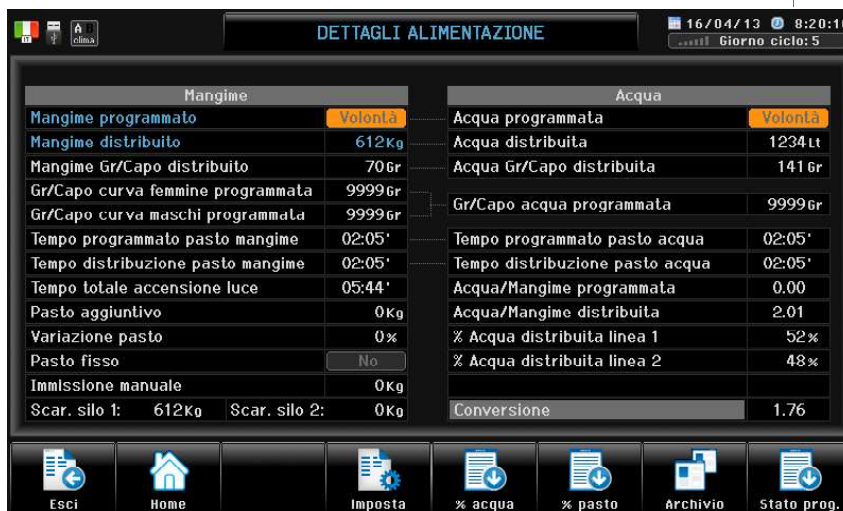 IT
A B
clima
DETTAGLI ALIMENTAZIONE
16/04/13 8:20:10
Giorno ciclo: 5
Mangime
Mangime programmato Volontà
Mangime distribuito 612Kg
Mangime Gr/Capo distribuito 70Gr
Gr/Capo curva femmine programmata 9999Gr
Gr/Capo curva maschi programmata 9999Gr
Tempo programmato pasto mangime 02:05'
Tempo distribuzione pasto mangime 02:05'
Tempo totale accensione luce 05:44'
Pasto aggiuntivo 0Kg
Variazione pasto 0%
Pasto fisso No
Immissione manuale 0Kg
Scar. silo 1: 612Kg Scar. silo 2: 0Kg
Acqua
Acqua programmata Volontà
Acqua distribuita 1234Lt
Acqua Gr/Capo distribuita 141Gr
Gr/Capo acqua programmata 9999Gr
Tempo programmato pasto acqua 02:05'
Tempo distribuzione pasto acqua 02:05'
Acqua/Mangime programmata 0.00
Acqua/Mangime distribuita 2.01
% Acqua distribuita linea 1 52%
% Acqua distribuita linea 2 48%
Conversione 1.76
Esci
Home
Imposta
% acqua
% pasto
Archivio
Stato prog.